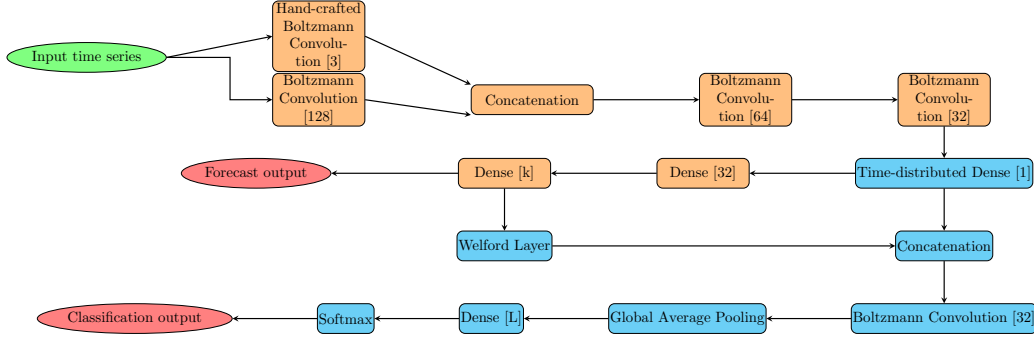 Hand-crafted
Boltzmann
Convolu-
tion [3]
Input time series
Boltzmann
Convolution
[128]
Concatenation
Boltzmann
Convolu-
tion [64]
Boltzmann
Convolu-
tion [32]
Forecast output
Dense [k]
Dense [32]
Time-distributed Dense [1]
Welford Layer
Concatenation
Classification output
Softmax
Dense [L]
Global Average Pooling
Boltzmann Convolution [32]